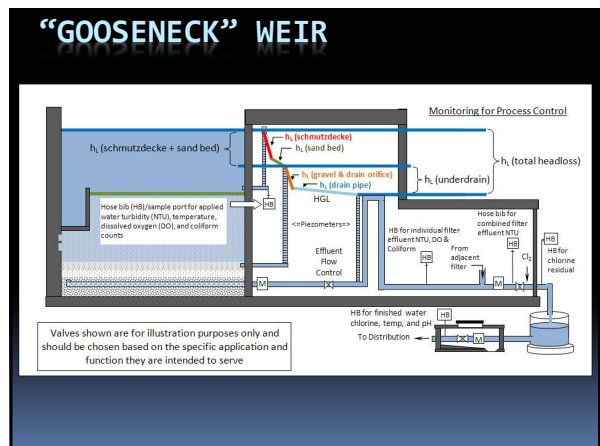 “GOOSENECK” WEIR
Monitoring for Process Control
hL (schmutzdecke)
hL (schmutzdecke + sand bed)
hL (sand bed)
hL (total headloss)
hL (gravel & drain orifice)
hL (underdrain)
hL (drain pipe)
HGL
Hose bib (HB)/sample port for applied
water turbidity (NTU), temperature,
dissolved oxygen (DO), and coliform
counts
HB
<=Piezometers=>
Effluent
Flow
Control
M
HB for individual filter
effluent NTU, DO &
Coliform
HB
From
adjacent
filter
Hose bib for
combined filter
effluent NTU
HB
M
Cl2
HB
HB for
chlorine
residual
HB for finished water
chlorine, temp, and pH
HB
To Distribution
M
Valves shown are for illustration purposes only and
should be chosen based on the specific application and
function they are intended to serve